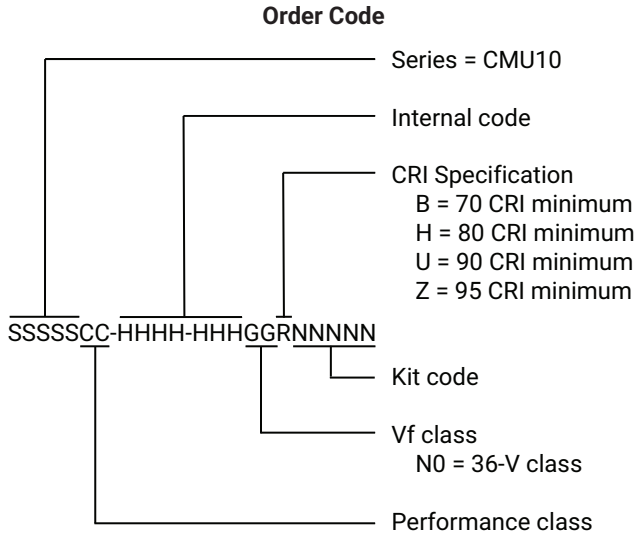 Order Code
Series = CMU10
Internal code
CRI Specification
B = 70 CRI minimum
H = 80 CRI minimum
U = 90 CRI minimum
Z = 95 CRI minimum
SSSSSCC-HHHH-HHHGGRNNNNN
Kit code
Vf class
N0 = 36-V class
Performance class